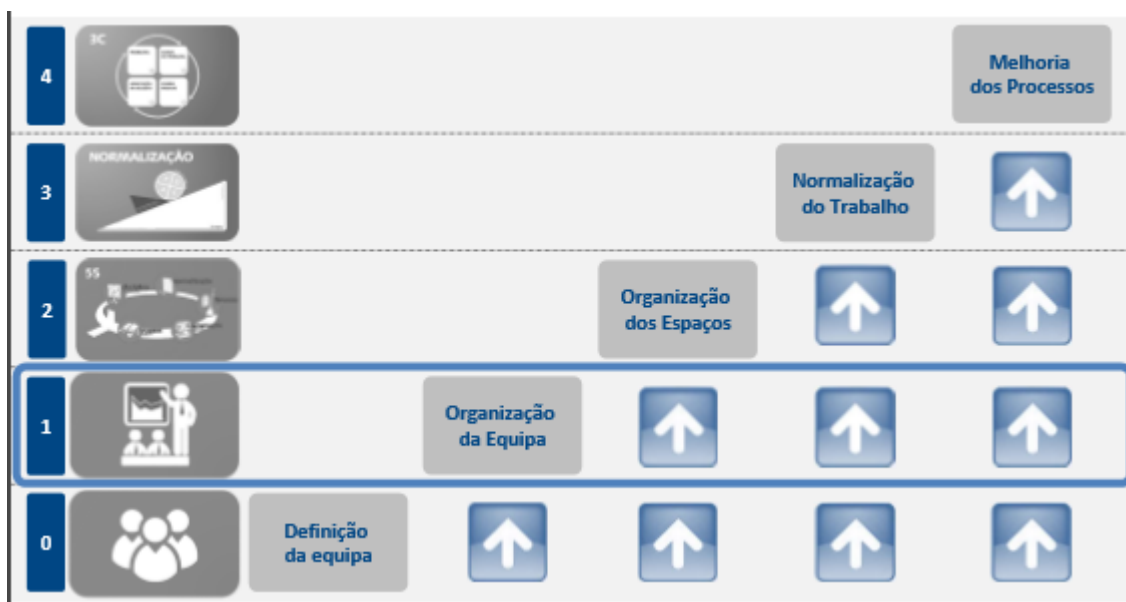 4
3C
Melhoria
dos Processos
3
NORMALIZAÇÃO
Normalização
do Trabalho
2
5S
Organização
dos Espaços
1
Organização
da Equipa
0
Definição
da equipa